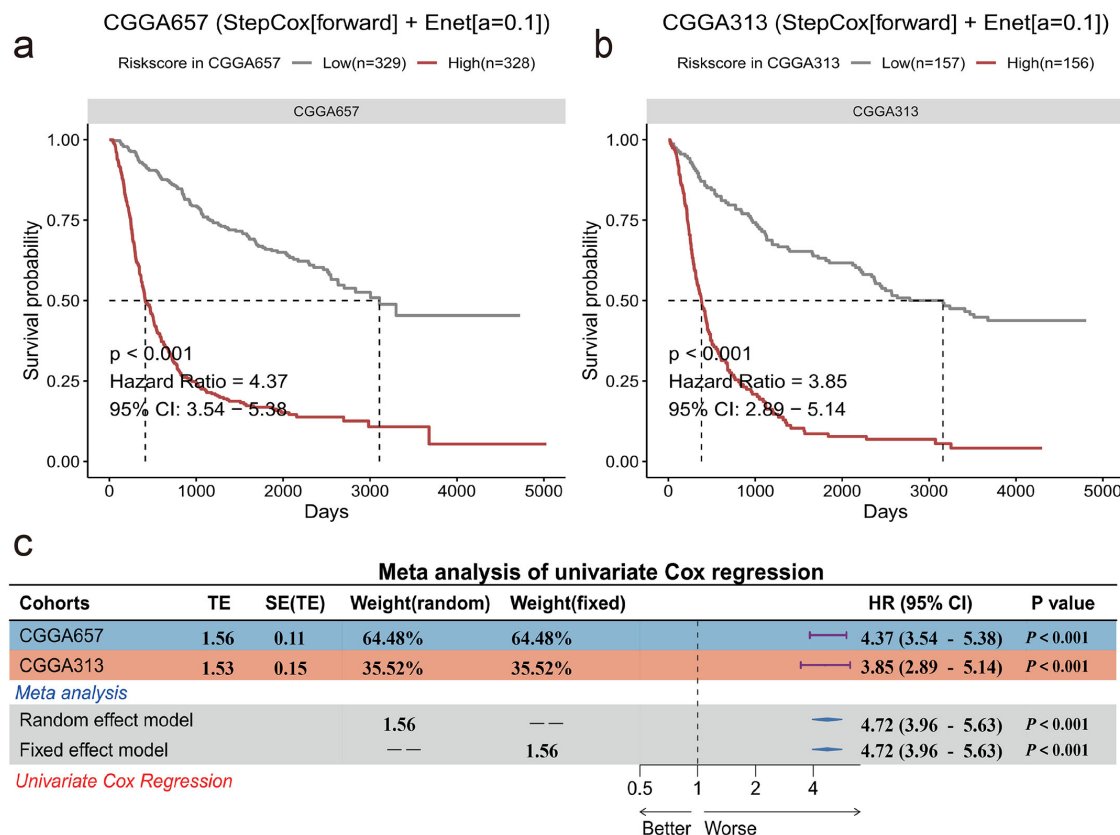 CGGA657 (StepCox[forward] + Enet[a=0.1])
a
Riskscore in CGGA657 Low(n=329) High(n=328)
CGGA657
1.00
0.75
0.50
0.25
0.00
Survival probability
p < 0.001
Hazard Ratio = 4.37
95% CI: 3.54 − 5.38
0 1000 2000 3000 4000 5000
Days
CGGA313 (StepCox[forward] + Enet[a=0.1])
b
Riskscore in CGGA313 Low(n=157) High(n=156)
CGGA313
1.00
0.75
0.50
0.25
0.00
Survival probability
p < 0.001
Hazard Ratio = 3.85
95% CI: 2.89 − 5.14
0 1000 2000 3000 4000 5000
Days
c
Meta analysis of univariate Cox regression
Cohorts TE SE(TE) Weight(random) Weight(fixed) HR (95% CI) P value
CGGA657 1.56 0.11 64.48% 64.48% 4.37 (3.54 - 5.38) P < 0.001
CGGA313 1.53 0.15 35.52% 35.52% 3.85 (2.89 - 5.14) P < 0.001
Meta analysis
Random effect model 1.56 — — 4.72 (3.96 - 5.63) P < 0.001
Fixed effect model — — 1.56 4.72 (3.96 - 5.63) P < 0.001
Univariate Cox Regression
0.5 1 2 4
Better Worse